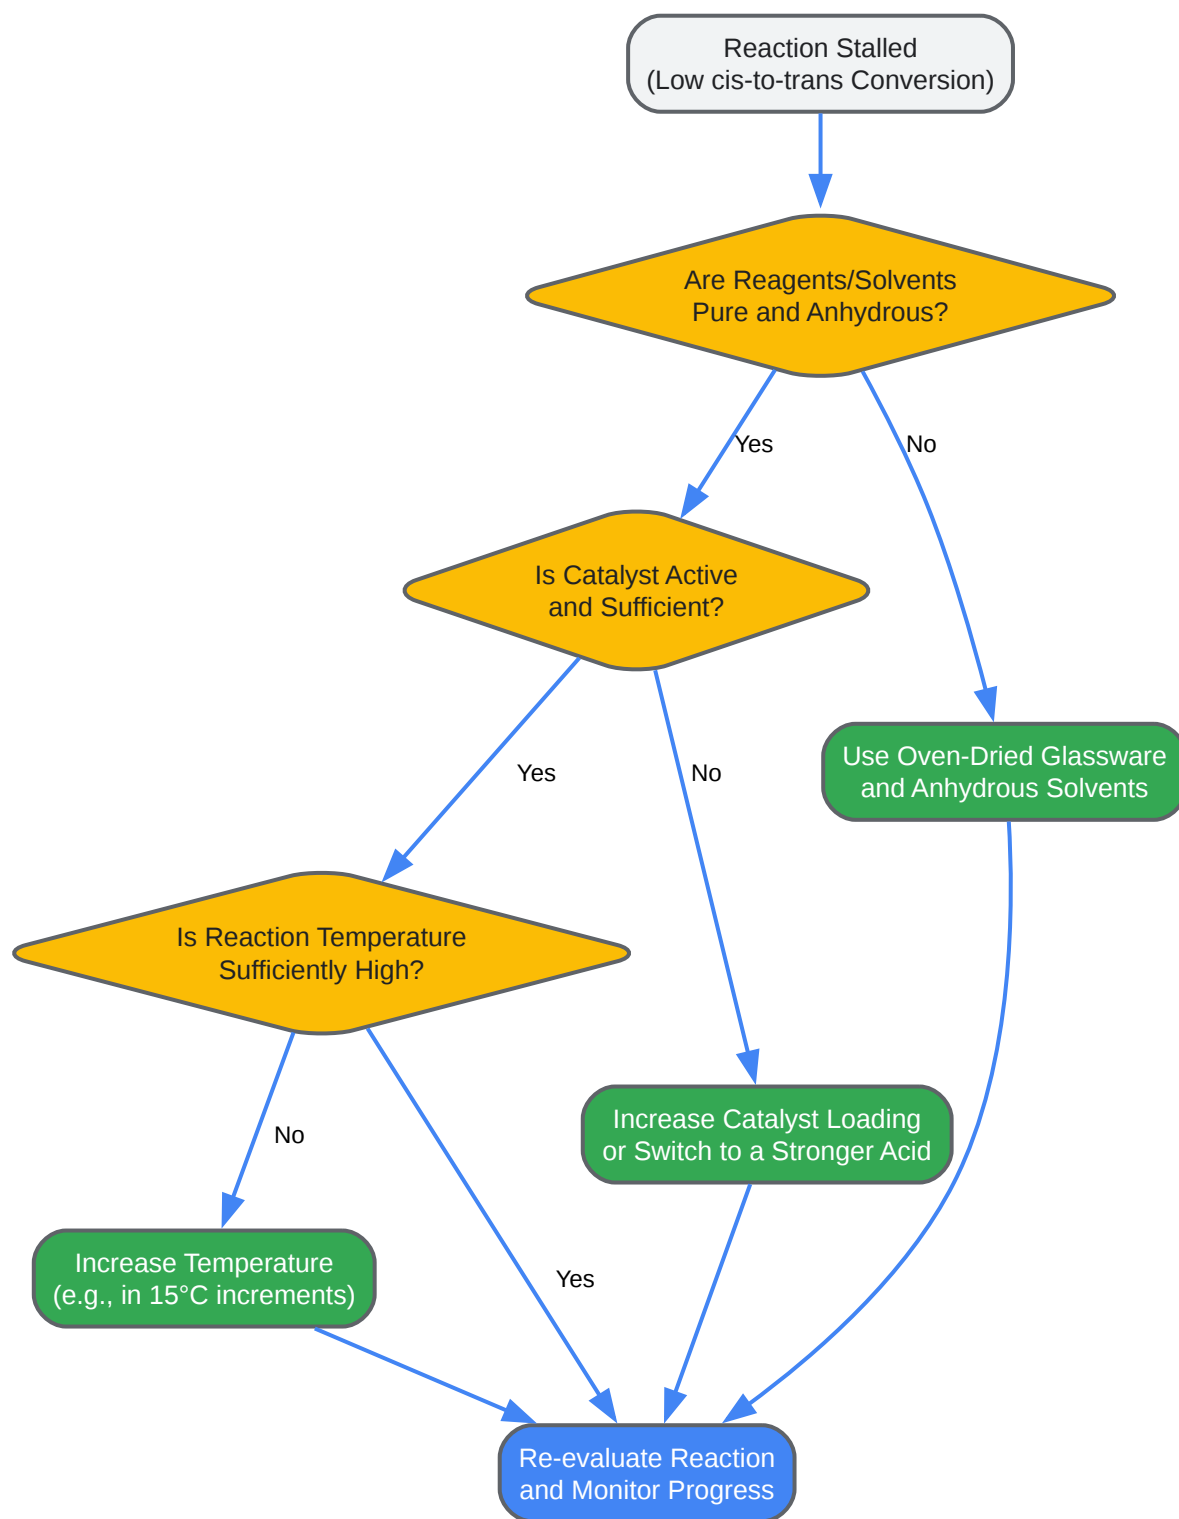 Reaction Stalled
(Low cis-to-trans Conversion)
Are Reagents/Solvents
Pure and Anhydrous?
Yes
No
Is Catalyst Active
and Sufficient?
Use Oven-Dried Glassware
and Anhydrous Solvents
Yes
No
Is Reaction Temperature
Sufficiently High?
Increase Catalyst Loading
or Switch to a Stronger Acid
No
Increase Temperature
(e.g., in 15°C increments)
Yes
Re-evaluate Reaction
and Monitor Progress